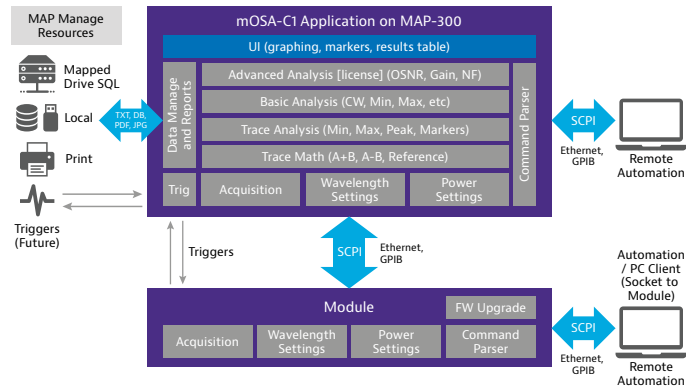 MAP Manage
Resources
Mapped
Drive SQL
Local
Print
Triggers
(Future)
TXT, DB,
PDF, JPG
mOSA-C1 Application on MAP-300
UI (graphing, markers, results table)
Data Manage
and Reports
Advanced Analysis [license] (OSNR, Gain, NF)
Basic Analysis (CW, Min, Max, etc)
Trace Analysis (Min, Max, Peak, Markers)
Trace Math (A+B, A-B, Reference)
Command Parser
Trig
Acquisition
Wavelength
Settings
Power
Settings
SCPI
Ethernet,
GPIB
Remote
Automation
Triggers
SCPI
Ethernet,
GPIB
Module
FW Upgrade
Acquisition
Wavelength
Settings
Power
Settings
Command
Parser
SCPI
Ethernet,
GPIB
Automation
/ PC Client
(Socket to
Module)
Remote
Automation